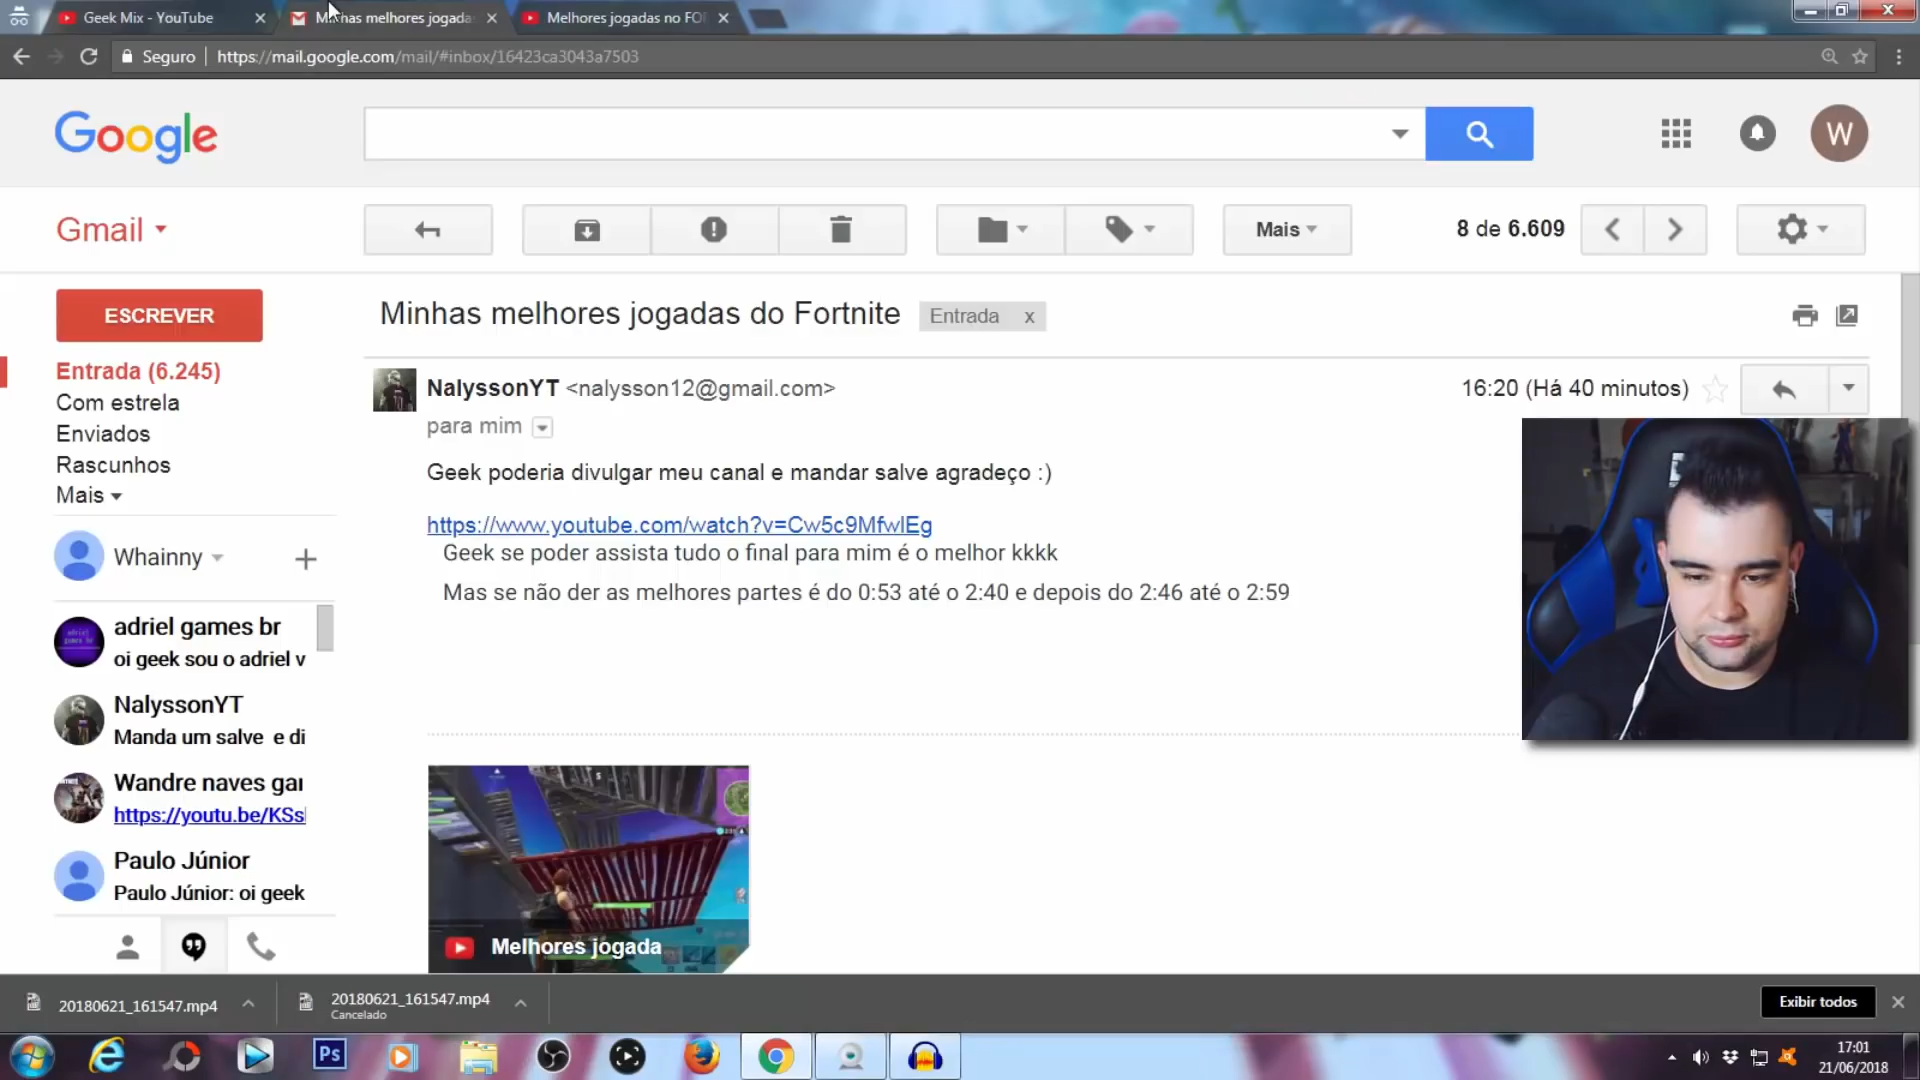 Geek Mix - YouTube
Minhas melhores jogada
Melhores jogadas no FO
Seguro
https://mail.google.com/mail/#inbox/16423ca3043a7503
Google
W
Gmail
Mais
8 de 6.609
ESCREVER
Minhas melhores jogadas do Fortnite
Entrada x
Entrada (6.245)
Com estrela
Enviados
Rascunhos
Mais
NalyssonYT <nalysson12@gmail.com>
16:20 (Há 40 minutos)
para mim
Geek poderia divulgar meu canal e mandar salve agradeço :)
https://www.youtube.com/watch?v=Cw5c9MfwlEg
Geek se poder assista tudo o final para mim é o melhor kkkk
Mas se não der as melhores partes é do 0:53 até o 2:40 e depois do 2:46 até o 2:59
Whainny
adriel games br
oi geek sou o adriel v
NalyssonYT
Manda um salve e di
Wandre naves gar
https://youtu.be/KSs
Paulo Júnior
Paulo Júnior: oi geek
Melhores jogada
20180621_161547.mp4
20180621_161547.mp4
Cancelado
Exibir todos
Ps
17:01
21/06/2018